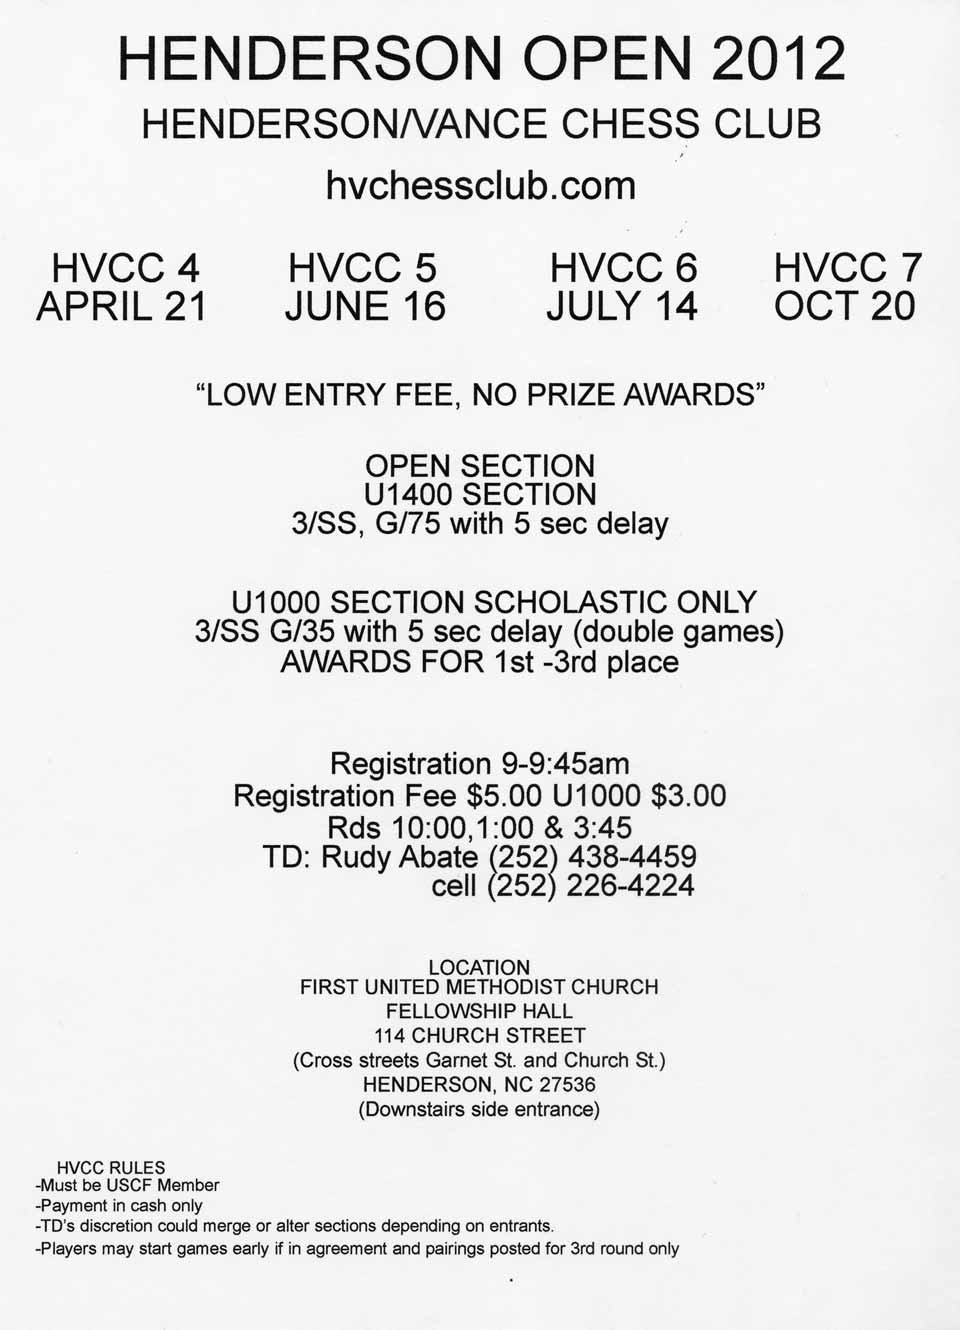 HENDERSON OPEN 2012
HENDERSON/VANCE CHESS CLUB
hvchessclub.com
HVCC 4 HVCC 5 HVCC 6 HVCC 7
APRIL 21 JUNE 16 JULY 14 OCT 20
“LOW ENTRY FEE, NO PRIZE AWARDS”
OPEN SECTION
U1400 SECTION
3/SS, G/75 with 5 sec delay
U1000 SECTION SCHOLASTIC ONLY
3/SS G/35 with 5 sec delay (double games)
AWARDS FOR 1st -3rd place
Registration 9-9:45am
Registration Fee $5.00 U1000 $3.00
Rds 10:00,1:00 & 3:45
TD: Rudy Abate (252) 438-4459
cell (252) 226-4224
LOCATION
FIRST UNITED METHODIST CHURCH
FELLOWSHIP HALL
114 CHURCH STREET
(Cross streets Garnet St. and Church St.)
HENDERSON, NC 27536
(Downstairs side entrance)
HVCC RULES
-Must be USCF Member
-Payment in cash only
-TD's discretion could merge or alter sections depending on entrants.
-Players may start games early if in agreement and pairings posted for 3rd round only